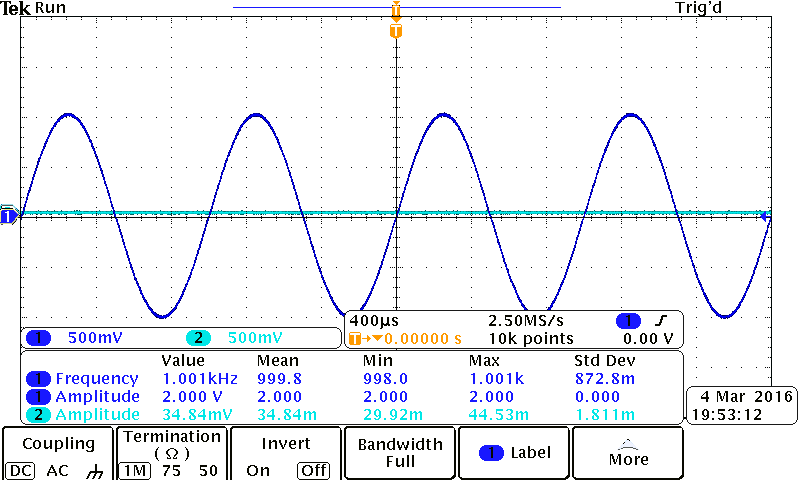 Tek Run Trig'd
T
T
1
400µs 2.50MS/s 1
1 500mV 2 500mV T→▼0.00000 s 10k points 0.00 V
Value Mean Min Max Std Dev
1 Frequency 1.001kHz 999.8 998.0 1.001k 872.8m
1 Amplitude 2.000 V 2.000 2.000 2.000 0.000
2 Amplitude 34.84mV 34.84m 29.92m 44.53m 1.811m
4 Mar 2016
19:53:12
Coupling
DC AC
Termination
(Ω)
1M 75 50
Invert
On Off
Bandwidth
Full
1 Label
More